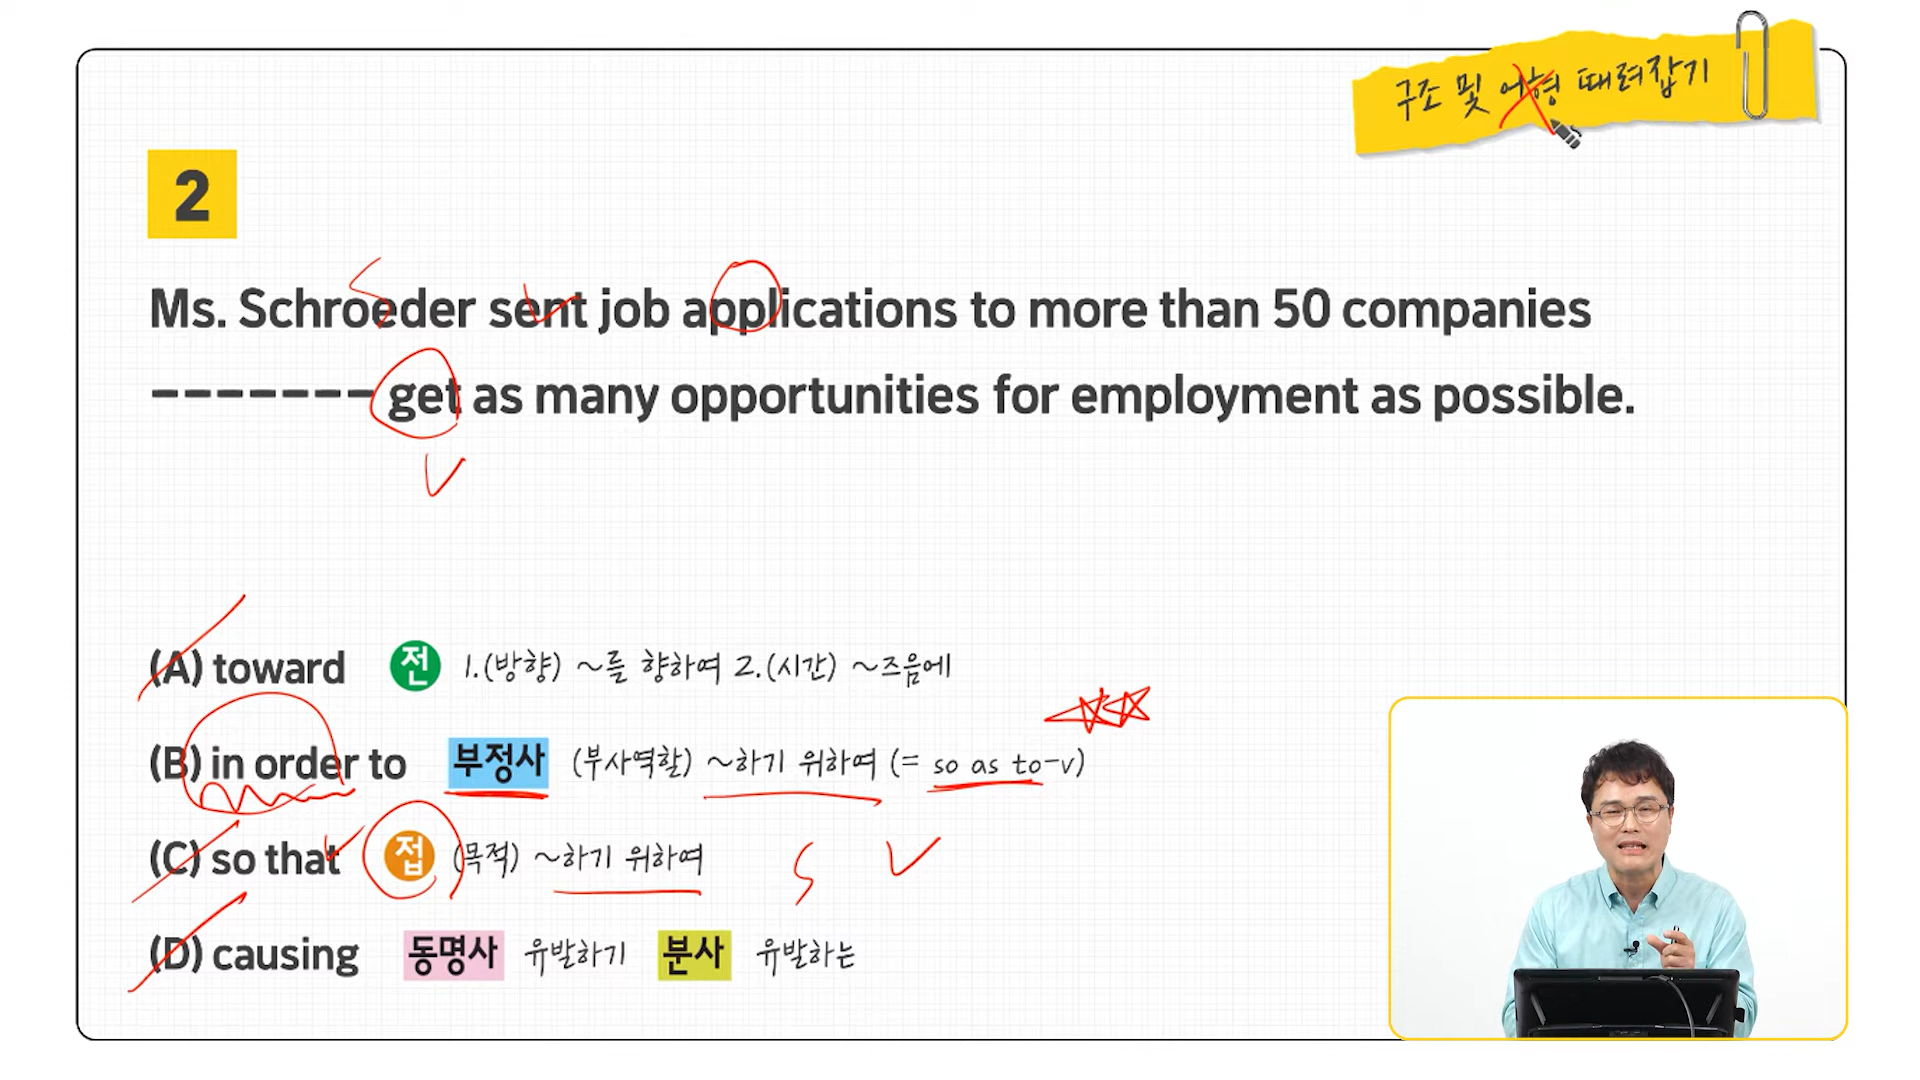 구조 및 어형 때려잡기
2
Ms. Schroeder sent job applications to more than 50 companies
------- get as many opportunities for employment as possible.
(A) toward 전 1.(방향) ~를 향하여 2.(시간) ~즈음에
(B) in order to 부정사 (부사역할) ~하기 위하여 (= so as to-v)
(C) so that 접 (목적) ~하기 위하여 S V
(D) causing 동명사 유발하기 분사 유발하는